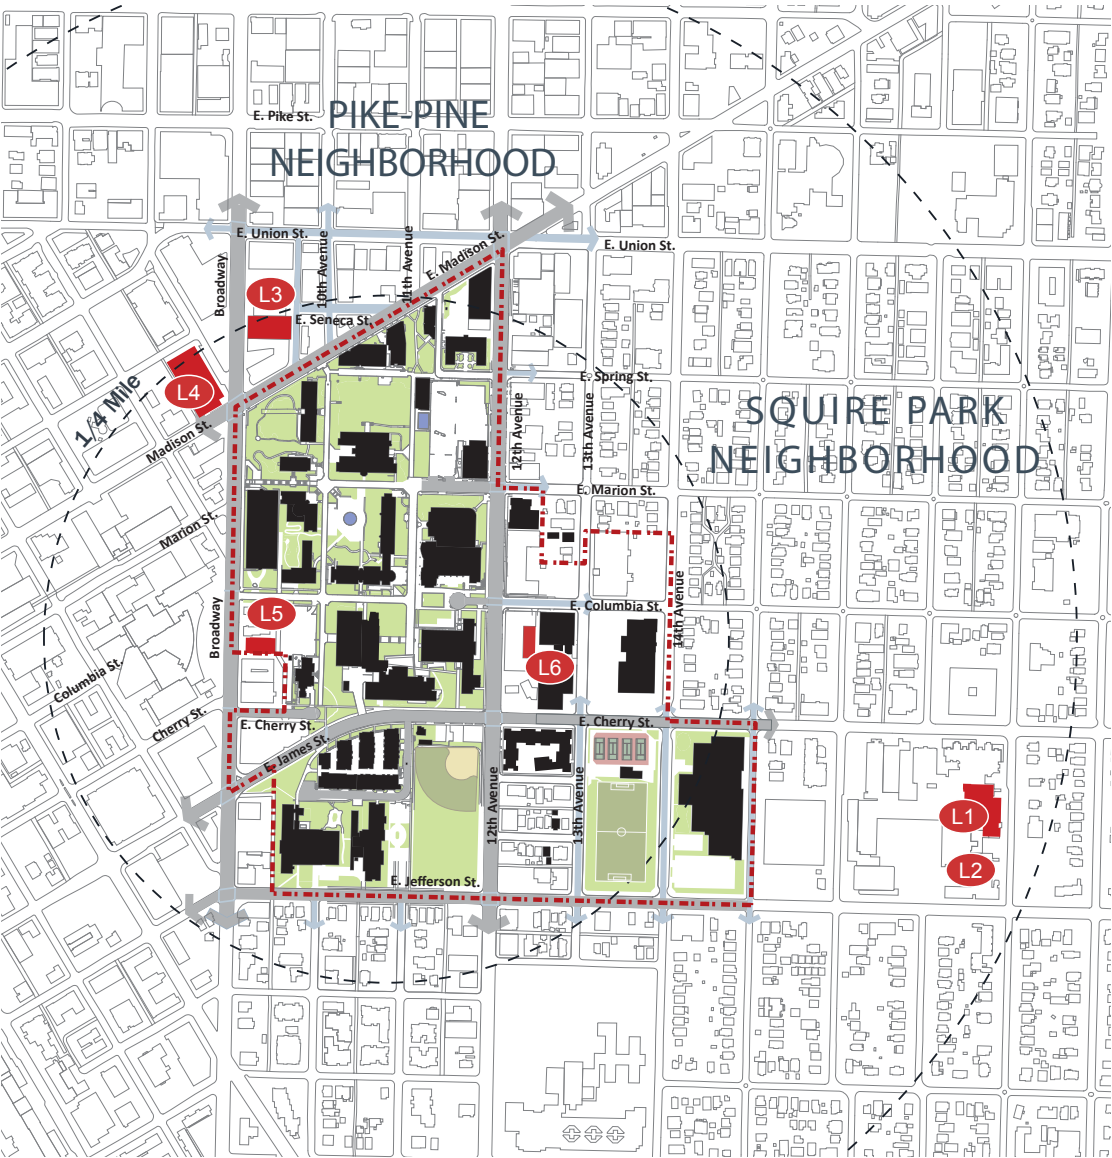 E. Pike St.
PIKE-PINE
NEIGHBORHOOD
E. Union St.
E. Union St.
E. Madison St.
Broadway
10th Avenue
11th Avenue
L3
E. Seneca St.
E. Spring St.
L4
1/4 Mile
Madison St.
12th Avenue
13th Avenue
SQUIRE PARK
NEIGHBORHOOD
E. Marion St.
Marion St.
L5
E. Columbia St.
Broadway
14th Avenue
L6
Columbia St.
Cherry St.
E. Cherry St.
E. Cherry St.
E. James St.
12th Avenue
13th Avenue
L1
L2
E. Jefferson St.